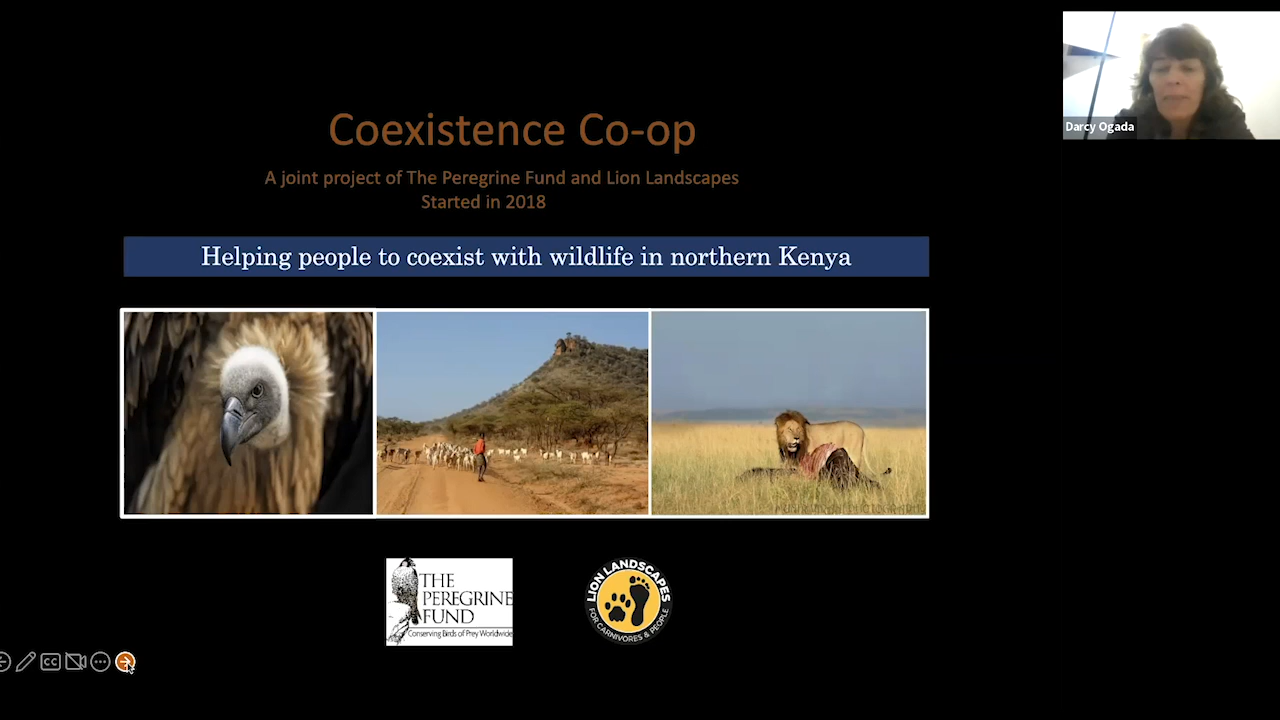 Coexistence Co-op
A joint project of The Peregrine Fund and Lion Landscapes
Started in 2018
Helping people to coexist with wildlife in northern Kenya
THE
PEREGRINE
FUND
Conserving Birds of Prey Worldwide
LION LANDSCAPES
FOR CARNIVORES & PEOPLE
CC
Darcy Ogada